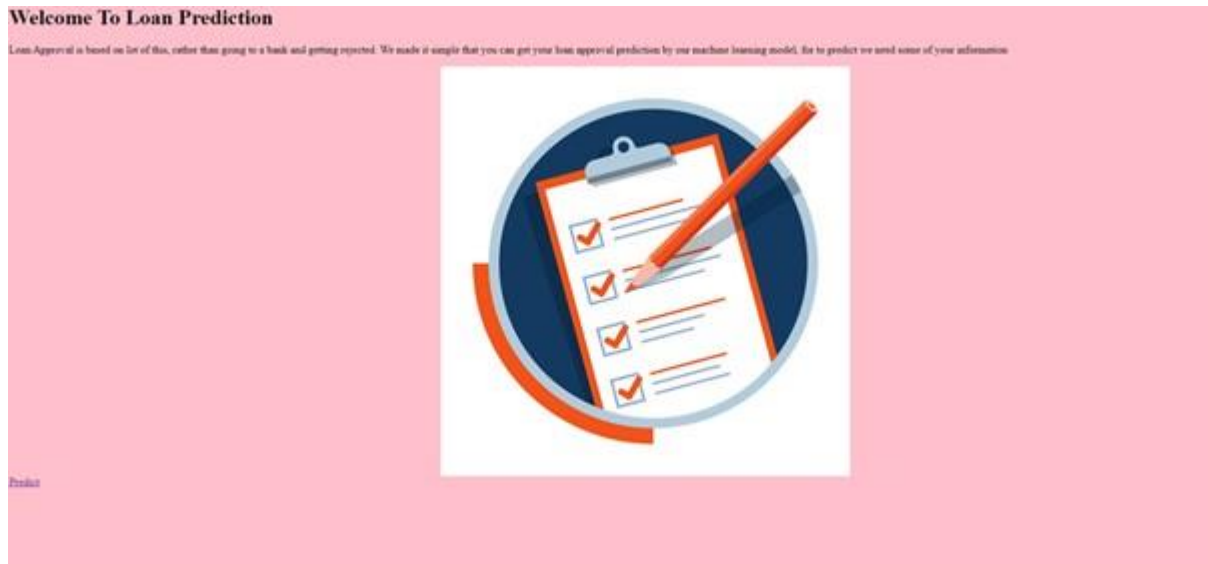 Welcome To Loan Prediction
Loan Approval is based on lot of this, rather than going to a bank and getting rejected. We made it simple that you can get your loan approval prediction by our machine learning model, for to predict we need some of your information
Predict